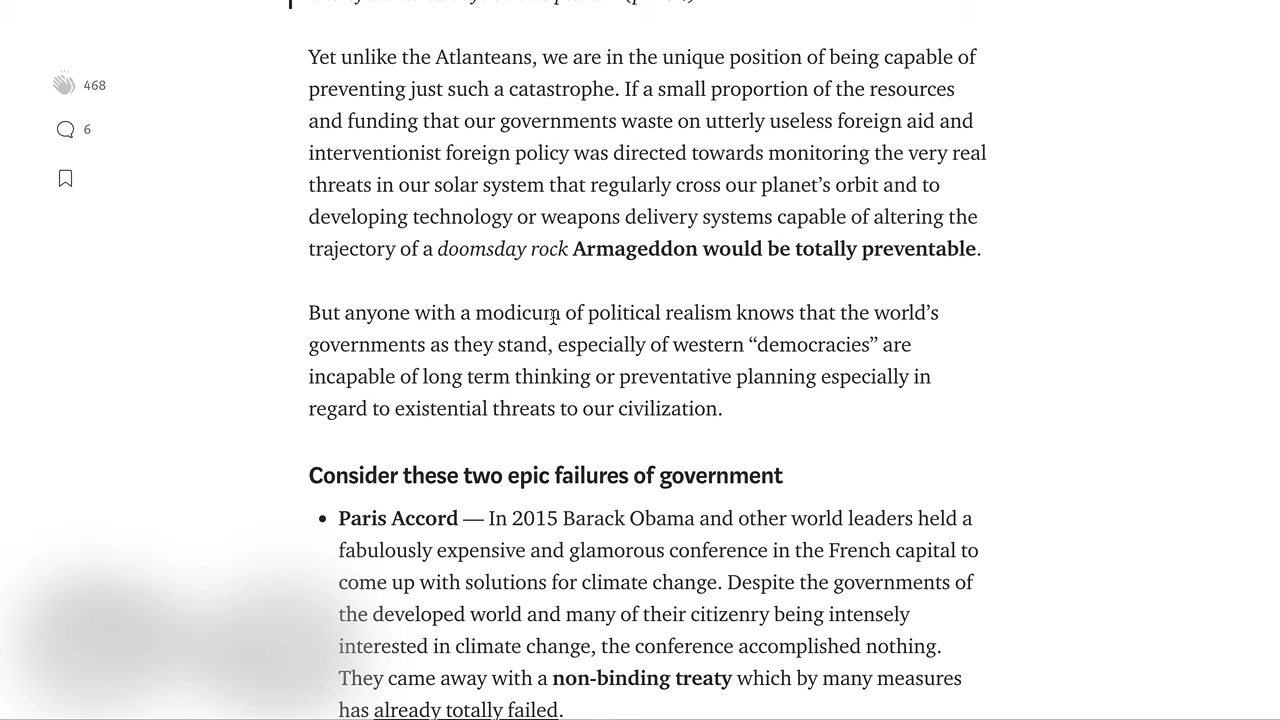 468
6
Yet unlike the Atlanteans, we are in the unique position of being capable of
preventing just such a catastrophe. If a small proportion of the resources
and funding that our governments waste on utterly useless foreign aid and
interventionist foreign policy was directed towards monitoring the very real
threats in our solar system that regularly cross our planet’s orbit and to
developing technology or weapons delivery systems capable of altering the
trajectory of a doomsday rock Armageddon would be totally preventable.
But anyone with a modicum of political realism knows that the world’s
governments as they stand, especially of western “democracies” are
incapable of long term thinking or preventative planning especially in
regard to existential threats to our civilization.
Consider these two epic failures of government
• Paris Accord — In 2015 Barack Obama and other world leaders held a
fabulously expensive and glamorous conference in the French capital to
come up with solutions for climate change. Despite the governments of
the developed world and many of their citizenry being intensely
interested in climate change, the conference accomplished nothing.
They came away with a non-binding treaty which by many measures
has already totally failed.